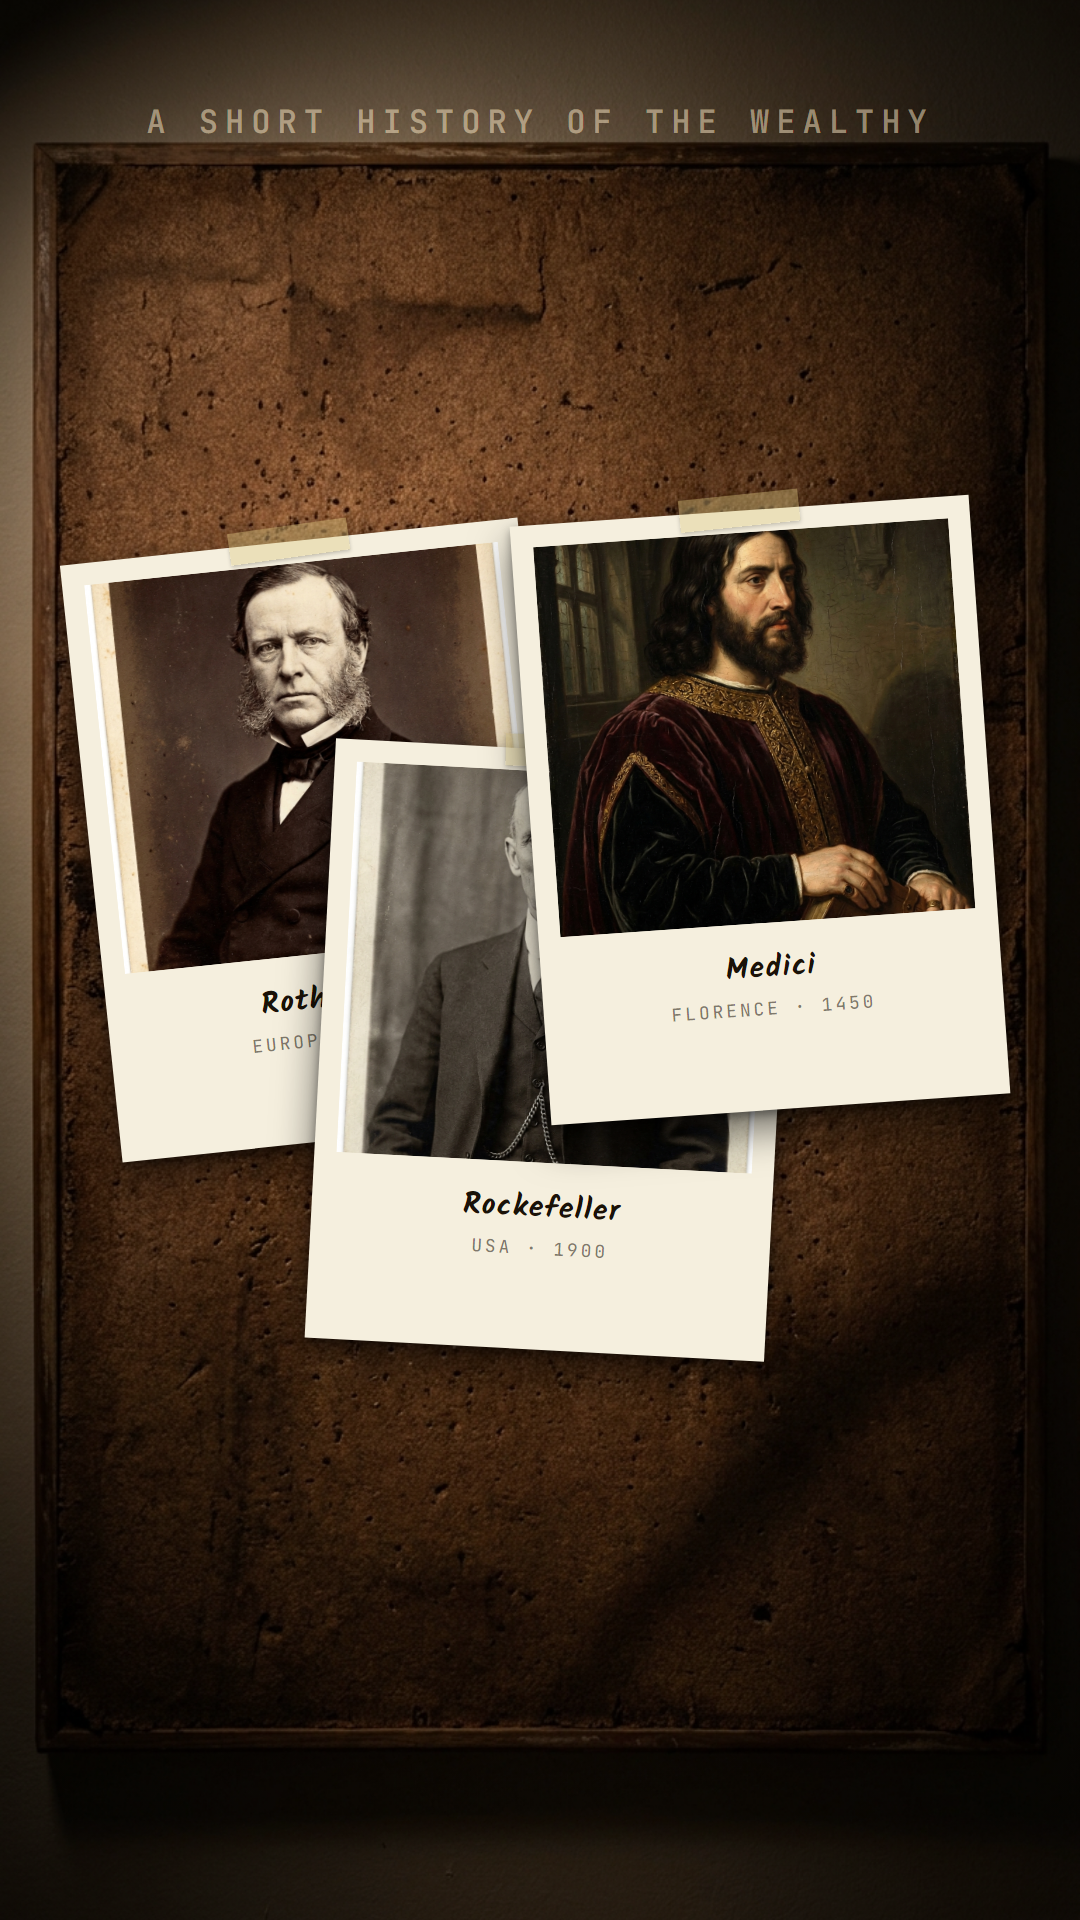 A SHORT HISTORY OF THE WEALTHY
Medici
FLORENCE · 1450
Rockefeller
USA · 1900